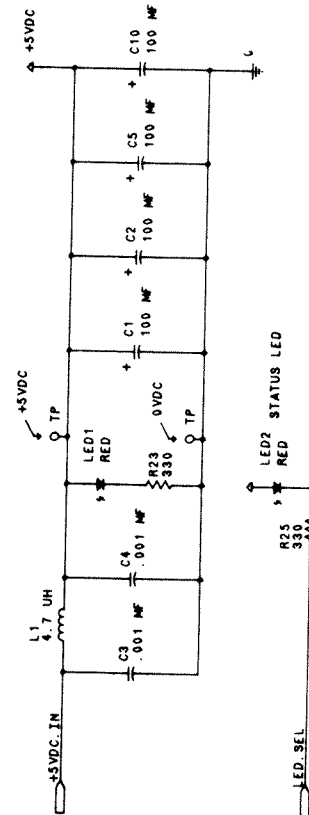 +5VDC.IN
L1
4.7 UH
C3
.001 MF
C4
.001 MF
LED1
RED
R23
330
+5VDC
TP
0VDC
TP
+
C1
100 MF
+
C2
100 MF
+
C5
100 MF
+
C10
100 MF
+5VDC
LED.SEL
R25
330
LED2
RED
STATUS LED